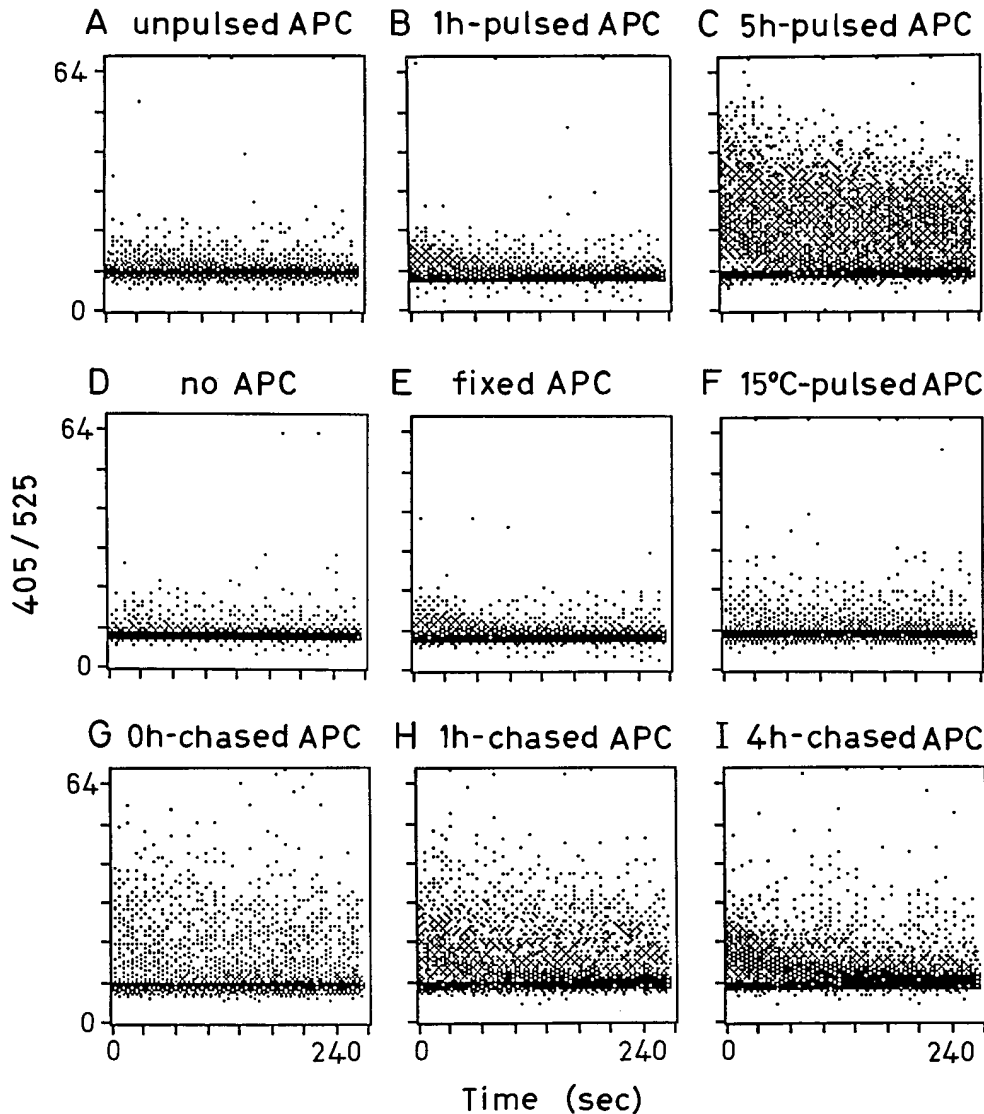 A unpulsed APC
B 1h-pulsed APC
C 5h-pulsed APC
64
0
D no APC
E fixed APC
F 15°C-pulsed APC
64
0
405/525
G 0h-chased APC
H 1h-chased APC
I 4h-chased APC
64
0
0 240
0 240
0 240
Time (sec)